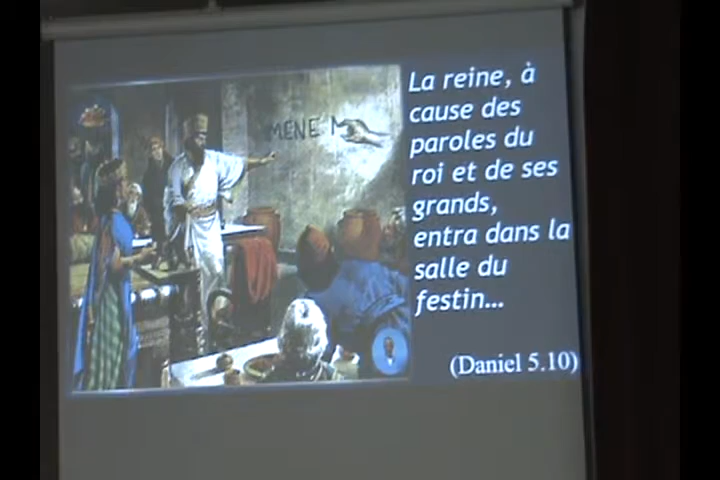 MENE M
La reine, à
cause des
paroles du
roi et de ses
grands,
entra dans la
salle du
festin...
(Daniel 5.10)